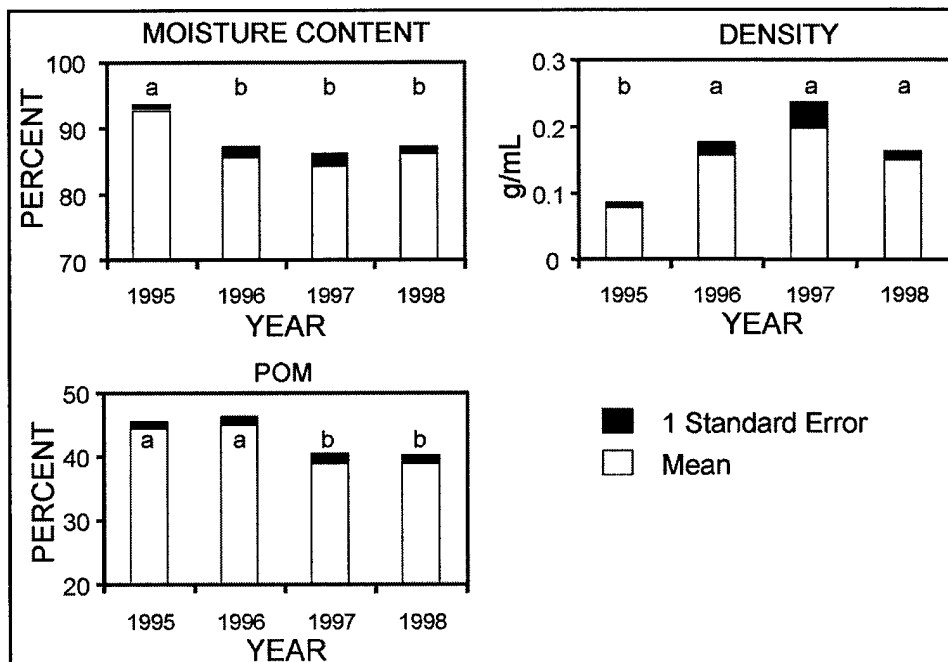 MOISTURE CONTENT
100
90
80
70
PERCENT
a b b b
1995 1996 1997 1998
YEAR
DENSITY
0.3
0.2
0.1
0
g/mL
b a a a
1995 1996 1997 1998
YEAR
POM
50
40
30
20
PERCENT
a a b b
1995 1996 1997 1998
YEAR
1 Standard Error
Mean